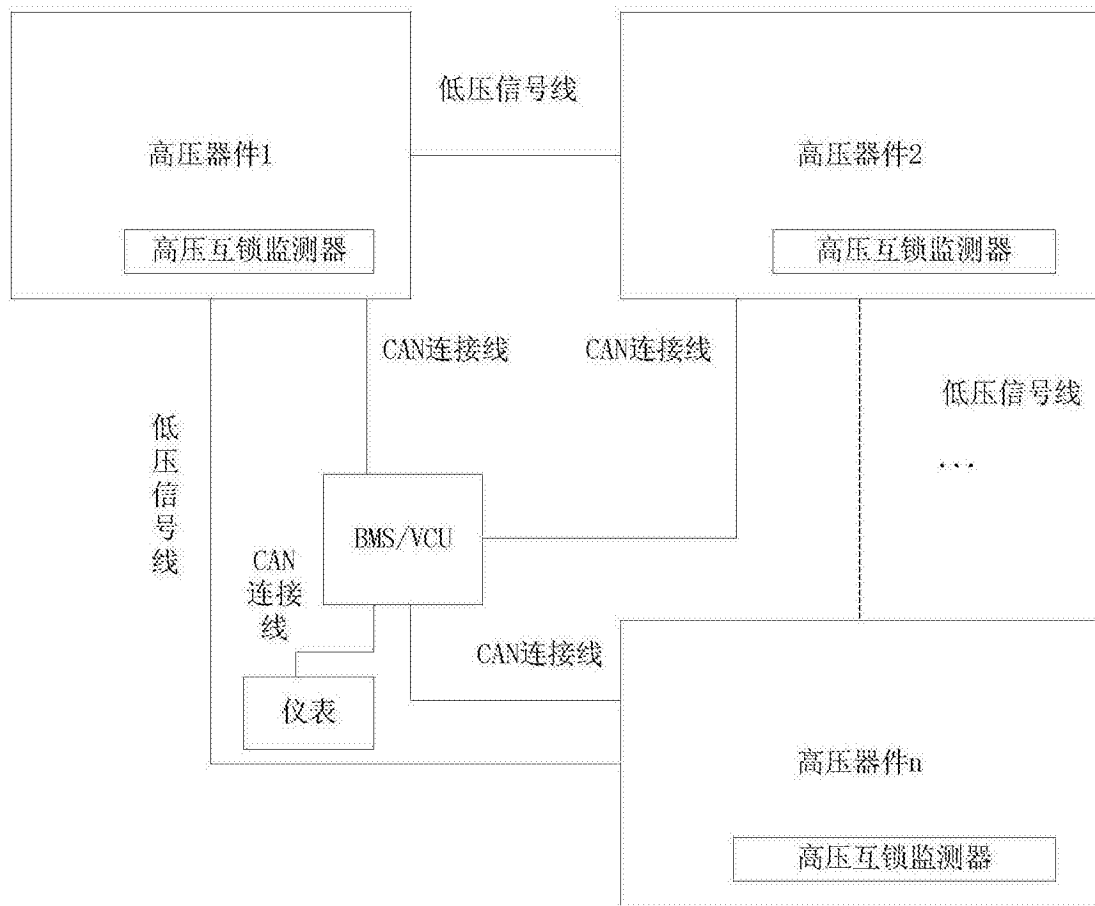 低压信号线
高压器件1
高压器件2
高压互锁监测器
高压互锁监测器
CAN连接线
CAN连接线
低压信号线
...
低压信号线
BMS/VCU
CAN
连接
线
CAN连接线
仪表
高压器件n
高压互锁监测器